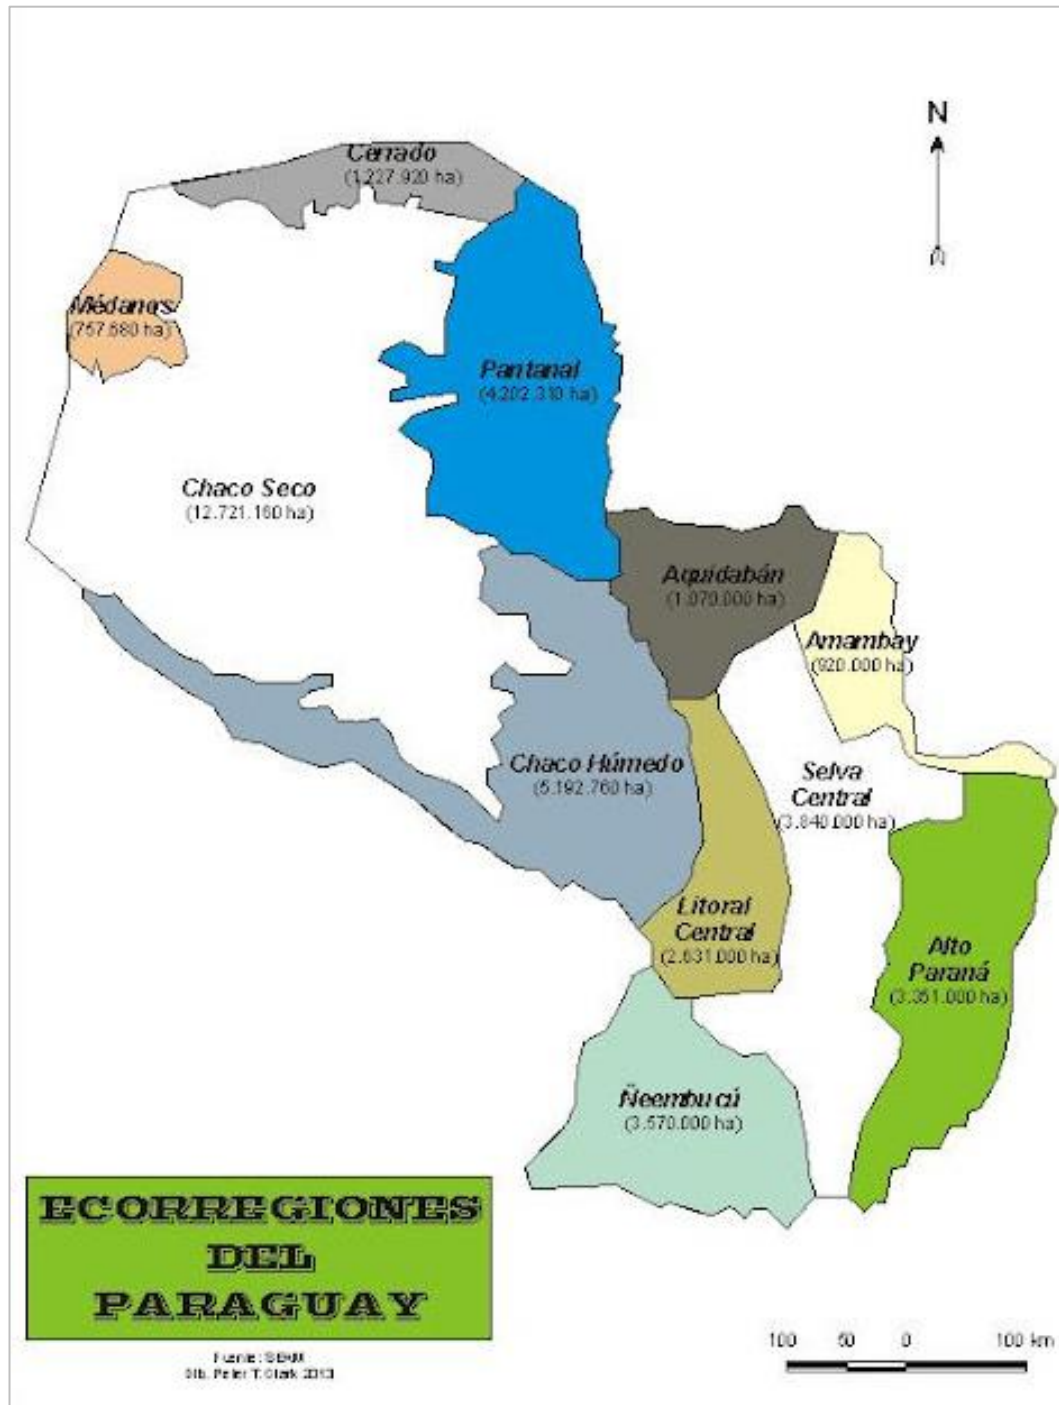 N
Cerrado
(1.227.920 ha)
Médanos
(757.680 ha)
Pantanal
(4.202.310 ha)
Chaco Seco
(12.721.160 ha)
Aquidabán
(1.070.000 ha)
Amambay
(920.000 ha)
Chaco Húmedo
(5.192.760 ha)
Selva
Central
(3.840.000 ha)
Litoral
Central
(2.631.000 ha)
Alto
Paraná
(3.351.000 ha)
Ñeembucú
(3.570.000 ha)
ECORREGIONES
DEL
PARAGUAY
Fuente: SEAM
Peter T. Clark 2013
100 50 0 100 km